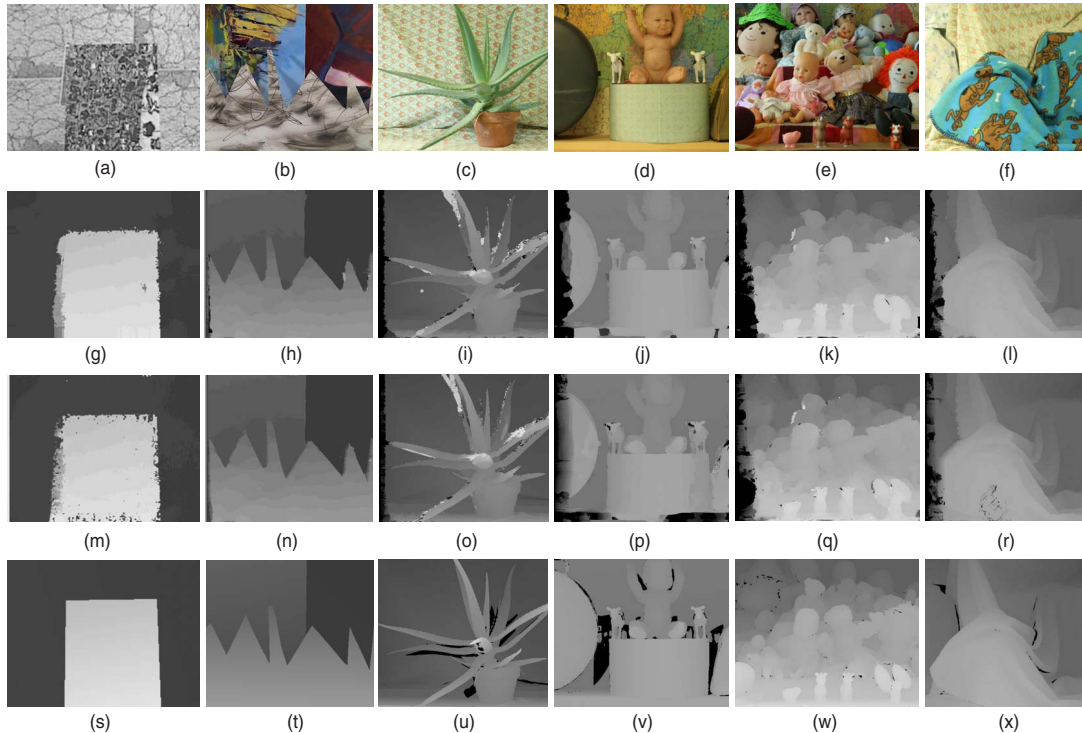 (a) (b) (c) (d) (e) (f)
(g) (h) (i) (j) (k) (l)
(m) (n) (o) (p) (q) (r)
(s) (t) (u) (v) (w) (x)